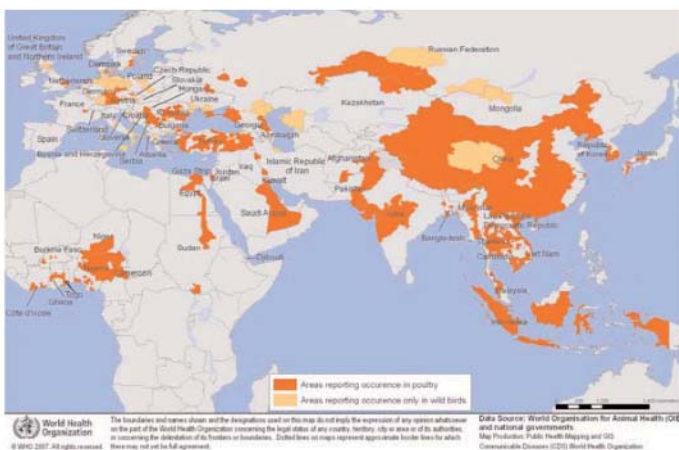 United Kingdom
of Great Britain
and Northern Ireland
Sweden
Denmark
Russian Federation
Netherlands
Poland
Czech Republic
Slovakia
Ukraine
France
Kazakhstan
Mongolia
Italy
Switzerland
Georgia
Spain
Azerbaijan
Bosnia and Herzegovina
Albania
Serbia
Islamic Republic
of Iran
Afghanistan
China
Republic
of Korea
Japan
Gaza Strip
Israel
Jordan
Iraq
Kuwait
Pakistan
Egypt
Saudi Arabia
India
Bangladesh
Myanmar
Sudan
Niger
Burkina Faso
Djibouti
Thailand
Viet Nam
Cambodia
Malaysia
Togo
Ghana
Côte d'Ivoire
Indonesia
Areas reporting occurence in poultry
Areas reporting occurence only in wild birds
World Health
Organization
© WHO 2007. All rights reserved
The boundaries and names shown and the designations used on this map do not imply the expression of any opinion whatsoever
on the part of the World Health Organization concerning the legal status of any country, territory, city or area or of its authorities,
or concerning the delimitation of its frontiers or boundaries. Dotted lines on maps represent approximate border lines for which
there may not yet be full agreement.
Data Source: World Organisation for Animal Health (OIE)
and national governments
Map Production: Public Health Mapping and GIS
Communicable Diseases (CDS) World Health Organization